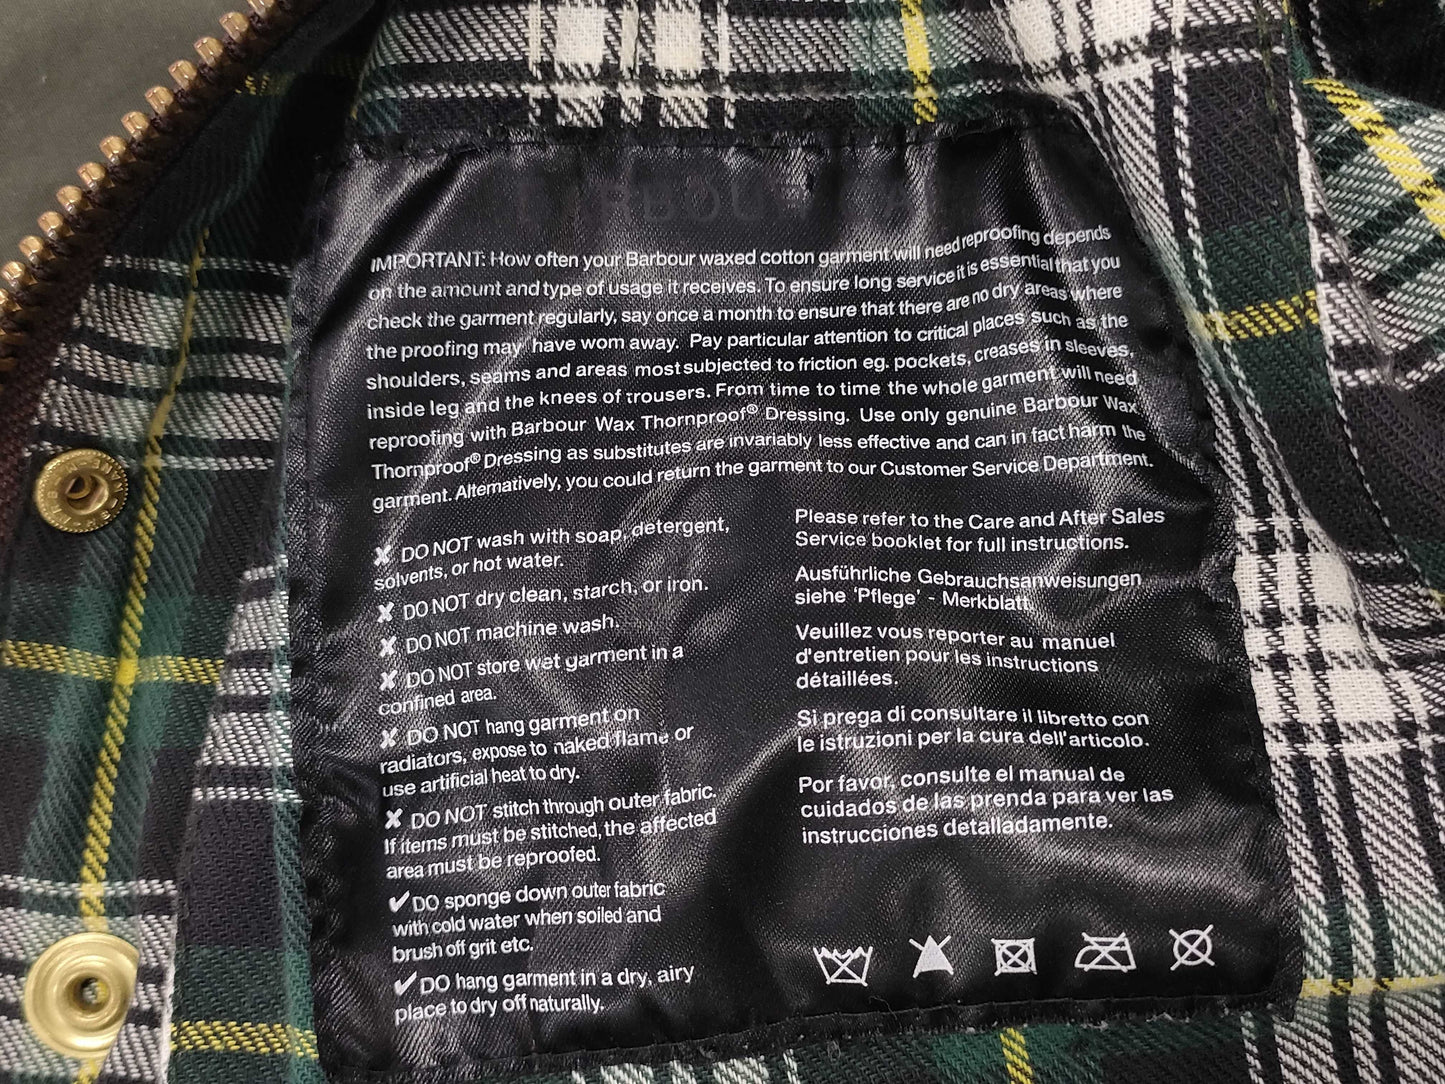 BARBOUR
IMPORTANT: How often your Barbour waxed cotton garment will need reproofing depends
on the amount and type of usage it receives. To ensure long service it is essential that you
check the garment regularly, say once a month to ensure that there are no dry areas where
the proofing may have worn away. Pay particular attention to critical places such as the
shoulders, seams and areas most subjected to friction eg. pockets, creases in sleeves,
inside leg and the knees of trousers. From time to time the whole garment will need
reproofing with Barbour Wax Thornproof® Dressing. Use only genuine Barbour Wax
Thornproof® Dressing as substitutes are invariably less effective and can in fact harm the
garment. Alternatively, you could return the garment to our Customer Service Department.
✘ DO NOT wash with soap, detergent,
solvents, or hot water.
✘ DO NOT dry clean, starch, or iron.
✘ DO NOT machine wash.
✘ DO NOT store wet garment in a
confined area.
✘ DO NOT hang garment on
radiators, expose to naked flame or
use artificial heat to dry.
✘ DO NOT stitch through outer fabric.
If items must be stitched, the affected
area must be reproofed.
✔ DO sponge down outer fabric
with cold water when soiled and
brush off grit etc.
✔ DO hang garment in a dry, airy
place to dry off naturally.
Please refer to the Care and After Sales
Service booklet for full instructions.
Ausführliche Gebrauchsanweisungen
siehe 'Pflege' - Merkblatt.
Veuillez vous reporter au manuel
d'entretien pour les instructions
détaillées.
Si prega di consultare il libretto con
le istruzioni per la cura dell'articolo.
Por favor, consulte el manual de
cuidados de las prenda para ver las
instrucciones detalladamente.